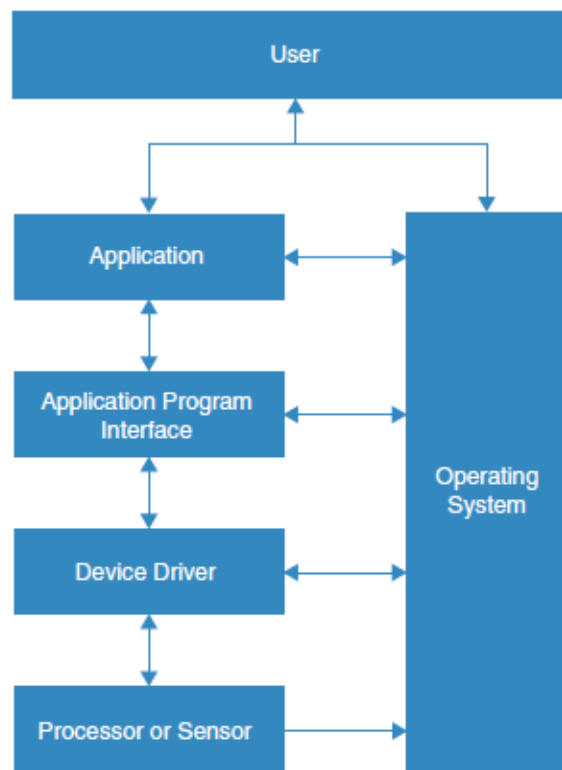 User
Application
Application Program
Interface
Operating
System
Device Driver
Processor or Sensor